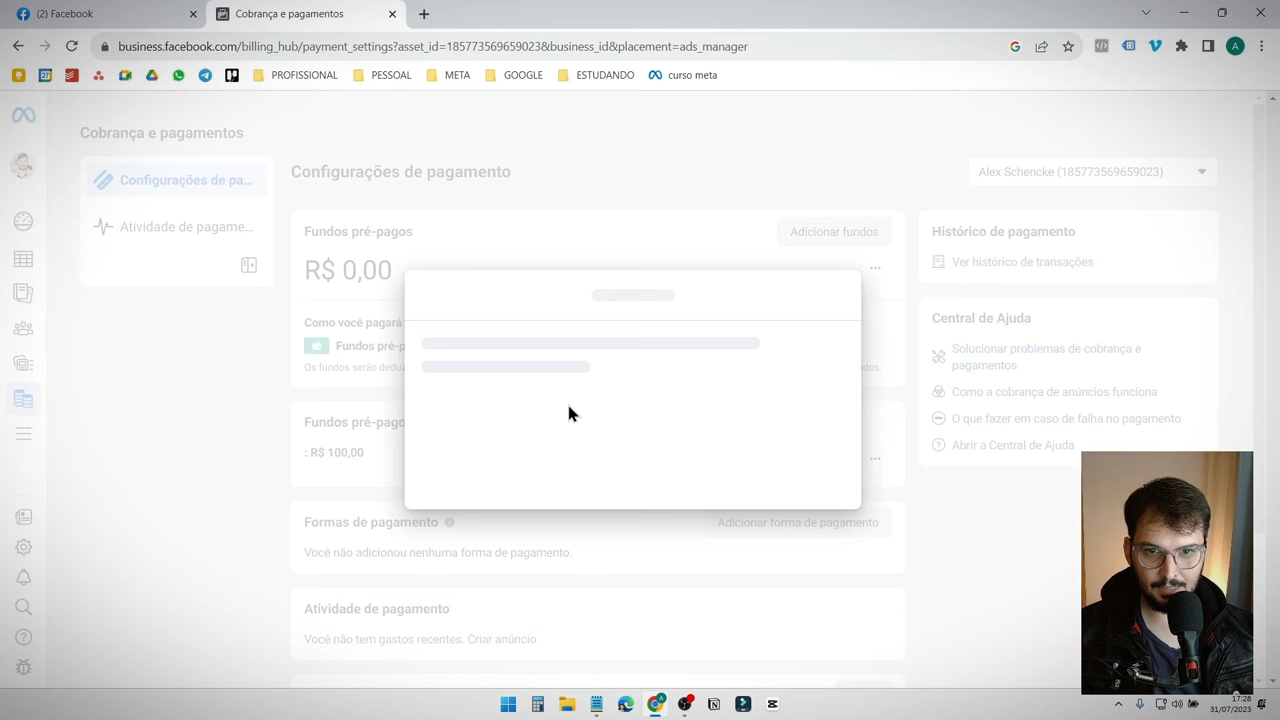 (2) Facebook
Cobrança e pagamentos
business.facebook.com/billing_hub/payment_settings?asset_id=185773569659023&business_id&placement=ads_manager
A
PROFISSIONAL
PESSOAL
META
GOOGLE
ESTUDANDO
curso meta
Cobrança e pagamentos
Configurações de pa...
Atividade de pagame...
Configurações de pagamento
Alex Schencke (185773569659023)
Fundos pré-pagos
Adicionar fundos
R$ 0,00
Como você pagará
Fundos pré-p
Os fundos serão deduz
dos.
Fundos pré-pago
: R$ 100,00
Formas de pagamento
Adicionar forma de pagamento
Você não adicionou nenhuma forma de pagamento.
Atividade de pagamento
Você não tem gastos recentes. Criar anúncio
Histórico de pagamento
Ver histórico de transações
Central de Ajuda
Solucionar problemas de cobrança e
pagamentos
Como a cobrança de anúncios funciona
O que fazer em caso de falha no pagamento
Abrir a Central de Ajuda
17:28
31/07/2023